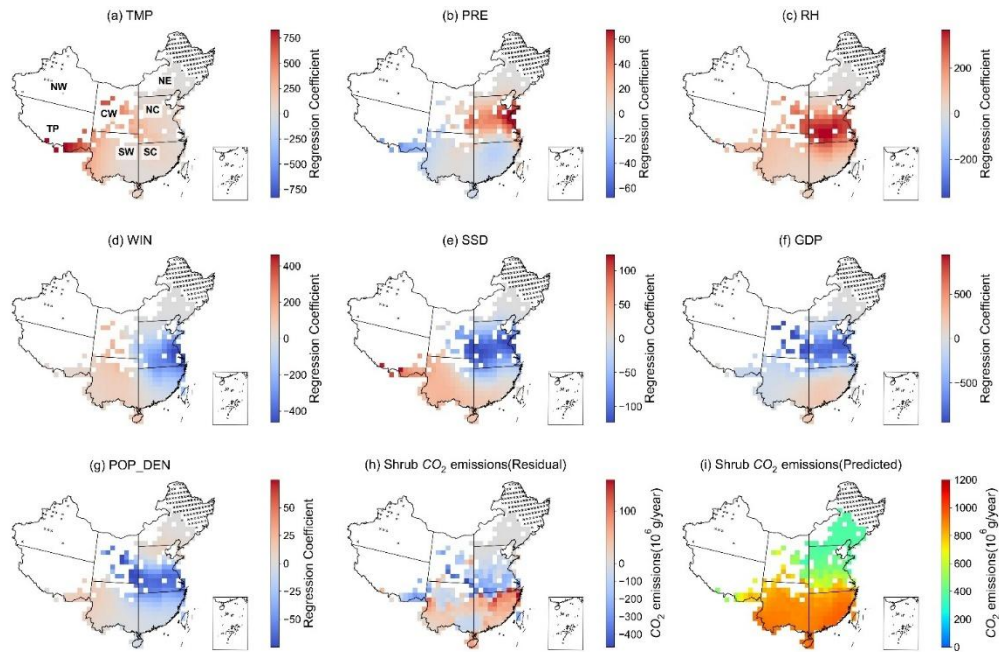 (a) TMP
(b) PRE
(c) RH
NW
NE
CW
NC
TP
SW
SC
750
500
250
0
−250
−500
−750
Regression Coefficient
60
40
20
0
−20
−40
−60
Regression Coefficient
200
0
−200
Regression Coefficient
(d) WIN
(e) SSD
(f) GDP
400
200
0
−200
−400
Regression Coefficient
100
50
0
−50
−100
Regression Coefficient
500
0
−500
Regression Coefficient
(g) POP_DEN
(h) Shrub CO₂ emissions(Residual)
(i) Shrub CO₂ emissions(Predicted)
50
25
0
−25
−50
Regression Coefficient
100
0
−100
−200
−300
−400
CO₂ emissions(10⁶ g/year)
1200
1000
800
600
400
200
0
CO₂ emissions(10⁶ g/year)